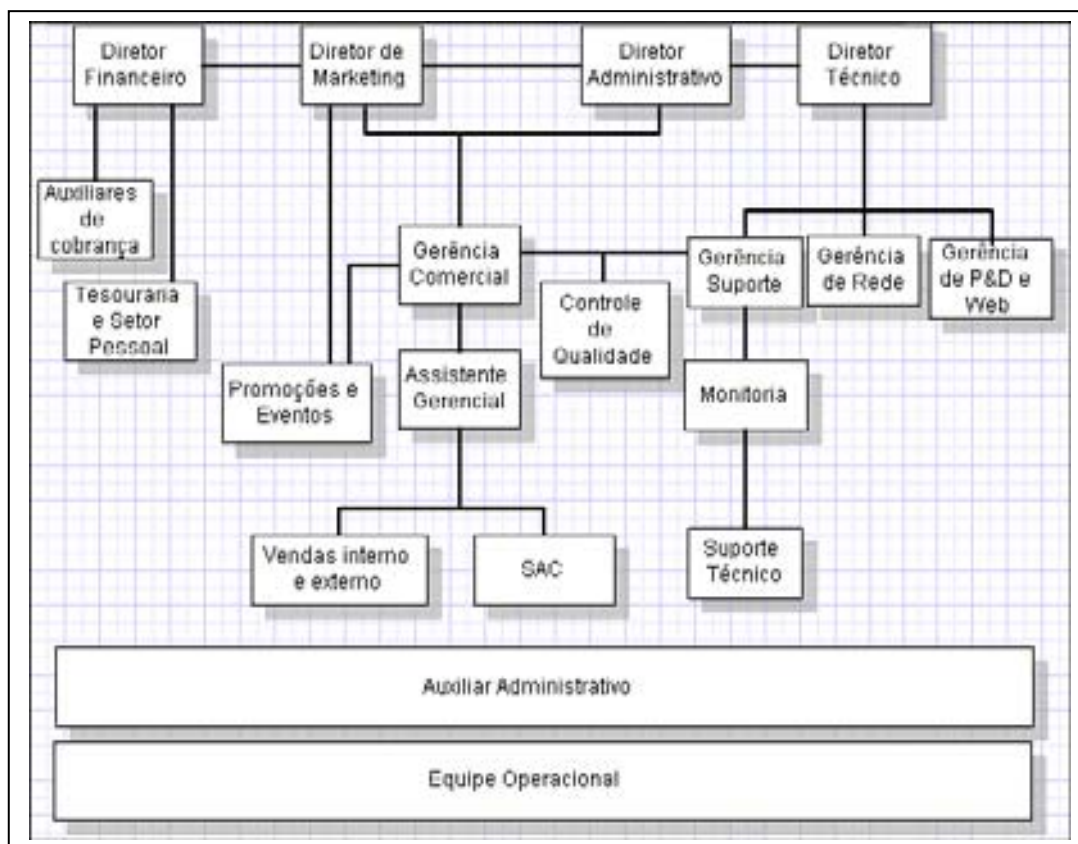 Diretor
Financeiro
Diretor de
Marketing
Diretor
Administrativo
Diretor
Técnico
Auxiliares
de
cobrança
Tesouraria
e Setor
Pessoal
Gerência
Comercial
Controle
de
Qualidade
Gerência
Suporte
Gerência
de Rede
Gerência
de P&D e
Web
Promoções e
Eventos
Assistente
Gerencial
Monitoria
Vendas interno
e externo
SAC
Suporte
Técnico
Auxiliar Administrativo
Equipe Operacional